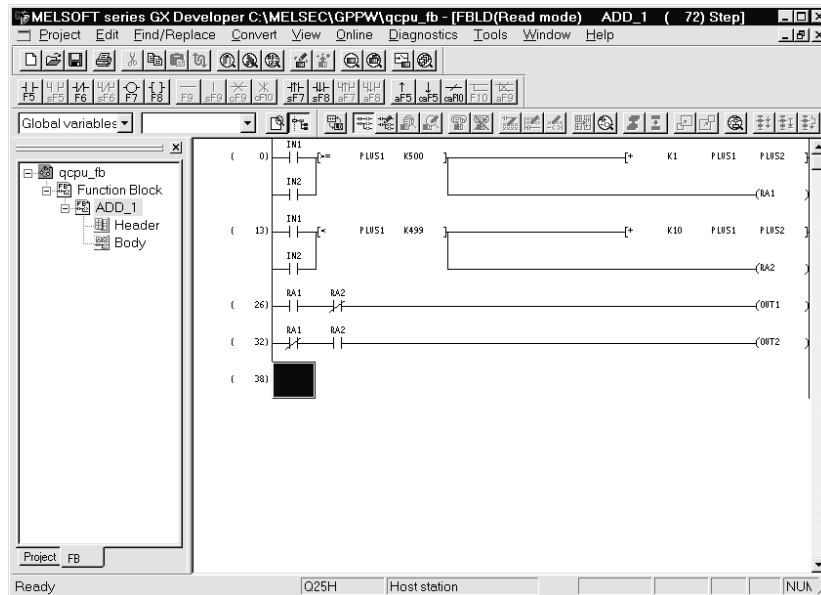 MELSOFT series GX Developer C:\MELSEC\GPPW\qcpu_fb - [FBLD(Read mode) ADD_1 ( 72) Step]
Project Edit Find/Replace Convert View Online Diagnostics Tools Window Help
F5 sF5 F6 sF6 F7 F8 F9 sF9 cF9 cF10 sF7 sF8 aF7 aF8 aF5 caF5 caF10 F10 aF9
Global variables
qcpu_fb
Function Block
ADD_1
Header
Body
Project FB
IN1
( 0) [>= PLUS1 K500 ] [+ K1 PLUS1 PLUS2 ]
IN2
(RA1 )
IN1
( 13) [< PLUS1 K499 ] [+ K10 PLUS1 PLUS2 ]
IN2
(RA2 )
RA1 RA2
( 26) (OUT1 )
RA1 RA2
( 32) (OUT2 )
( 38)
Ready Q25H Host station NUM